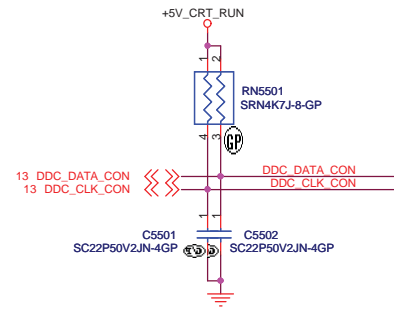 +5V_CRT_RUN
1 2
RN5501
SRN4K7J-8-GP
4 3
GP
13 DDC_DATA_CON
DDC_DATA_CON
13 DDC_CLK_CON
DDC_CLK_CON
1 1
C5501
SC22P50V2JN-4GP
C5502
SC22P50V2JN-4GP